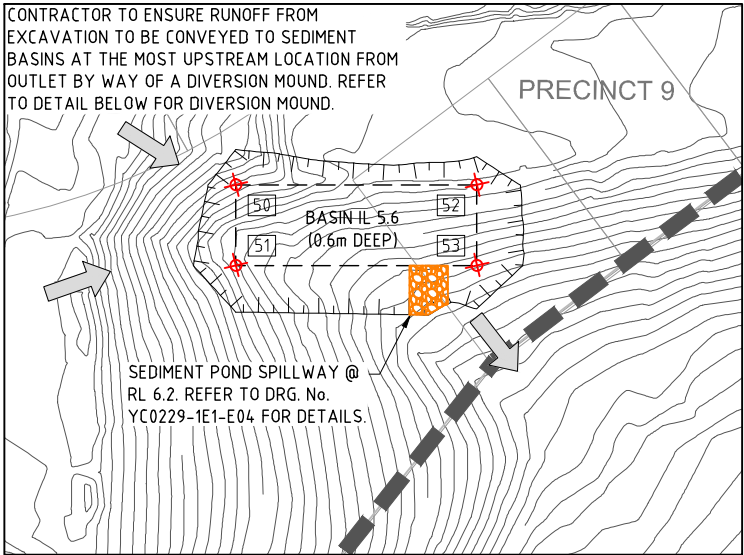 CONTRACTOR TO ENSURE RUNOFF FROM
EXCAVATION TO BE CONVEYED TO SEDIMENT
BASINS AT THE MOST UPSTREAM LOCATION FROM
OUTLET BY WAY OF A DIVERSION MOUND. REFER
TO DETAIL BELOW FOR DIVERSION MOUND.
PRECINCT 9
50
52
BASIN IL 5.6
(0.6m DEEP)
51
53
SEDIMENT POND SPILLWAY @
RL 6.2. REFER TO DRG. No.
YC0229-1E1-E04 FOR DETAILS.